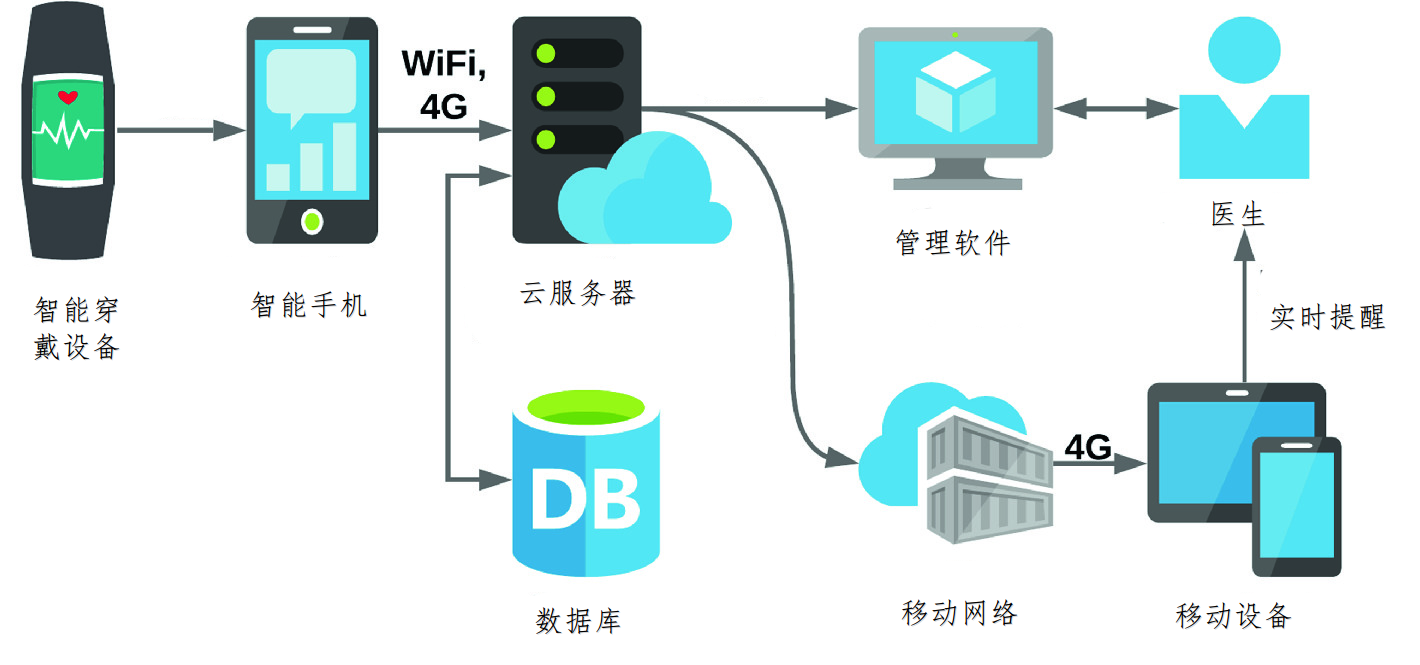 WiFi,
4G
管理软件
医生
智能穿
戴设备
智能手机
云服务器
实时提醒
DB
4G
数据库
移动网络
移动设备